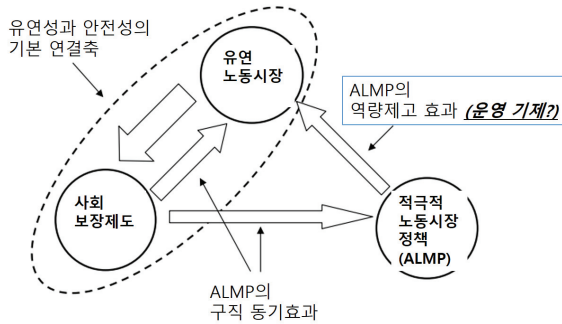 유연성과 안전성의
기본 연결축
유연
노동시장
ALMP의
역량제고 효과 (운영 기제?)
사회
보장제도
적극적
노동시장
정책
(ALMP)
ALMP의
구직 동기효과